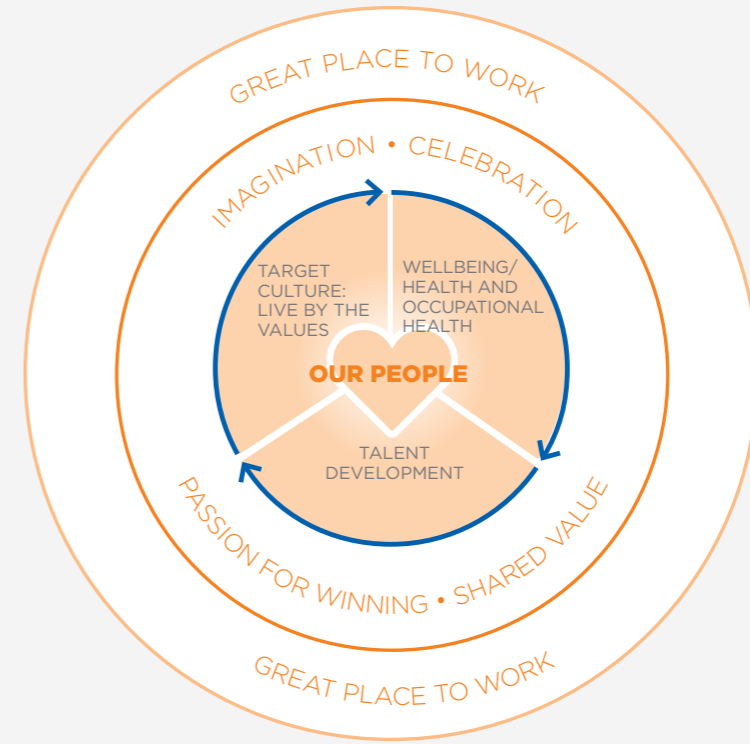 GREAT PLACE TO WORK
IMAGINATION • CELEBRATION
TARGET
CULTURE:
LIVE BY THE
VALUES
WELLBEING/
HEALTH AND
OCCUPATIONAL
HEALTH
OUR PEOPLE
TALENT
DEVELOPMENT
PASSION FOR WINNING • SHARED VALUE
GREAT PLACE TO WORK